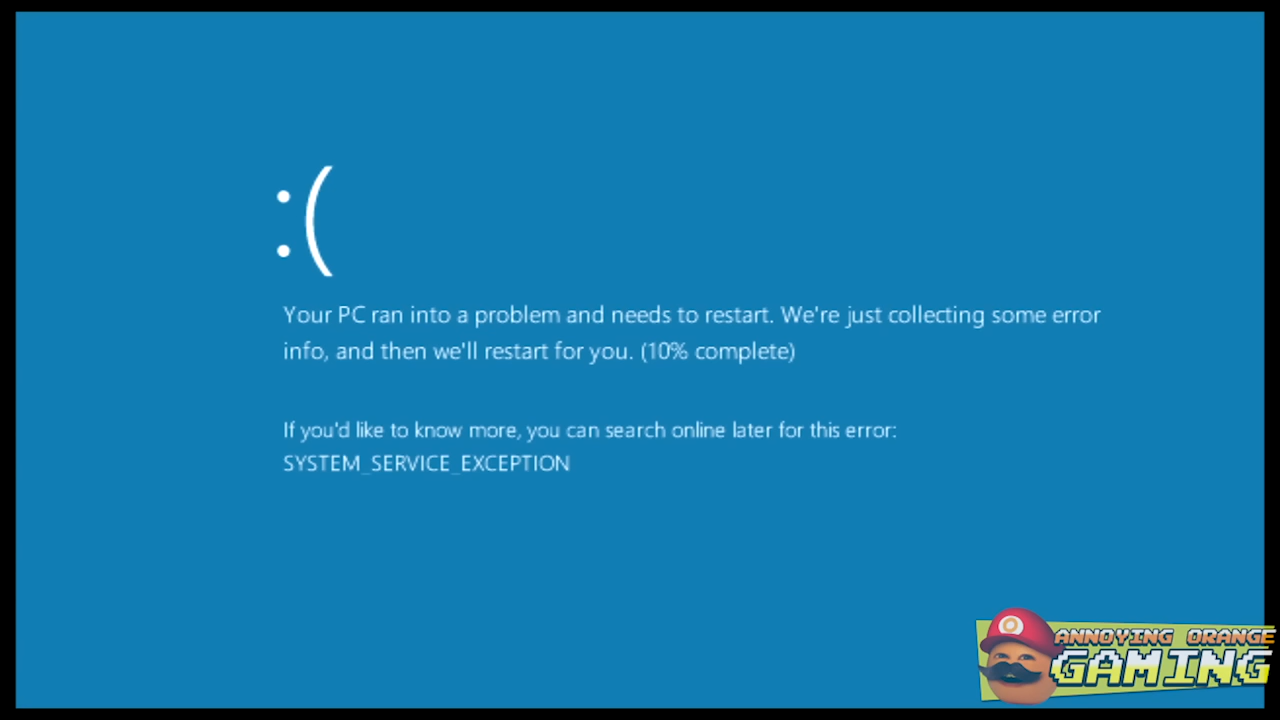 :(
Your PC ran into a problem and needs to restart. We're just collecting some error
info, and then we'll restart for you. (10% complete)
If you'd like to know more, you can search online later for this error:
SYSTEM_SERVICE_EXCEPTION
ANNOYING ORANGE
GAMING